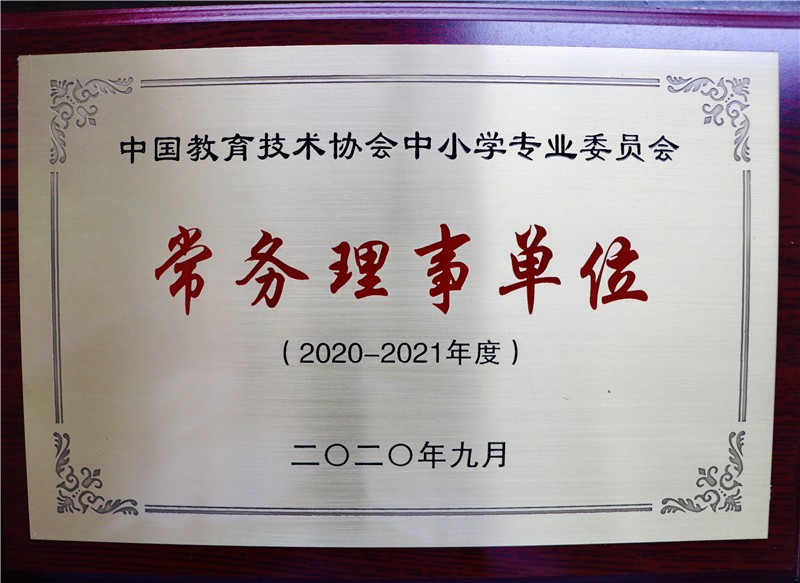 中国教育技术协会中小学专业委员会
常务理事单位
（2020-2021年度）
二〇二〇年九月